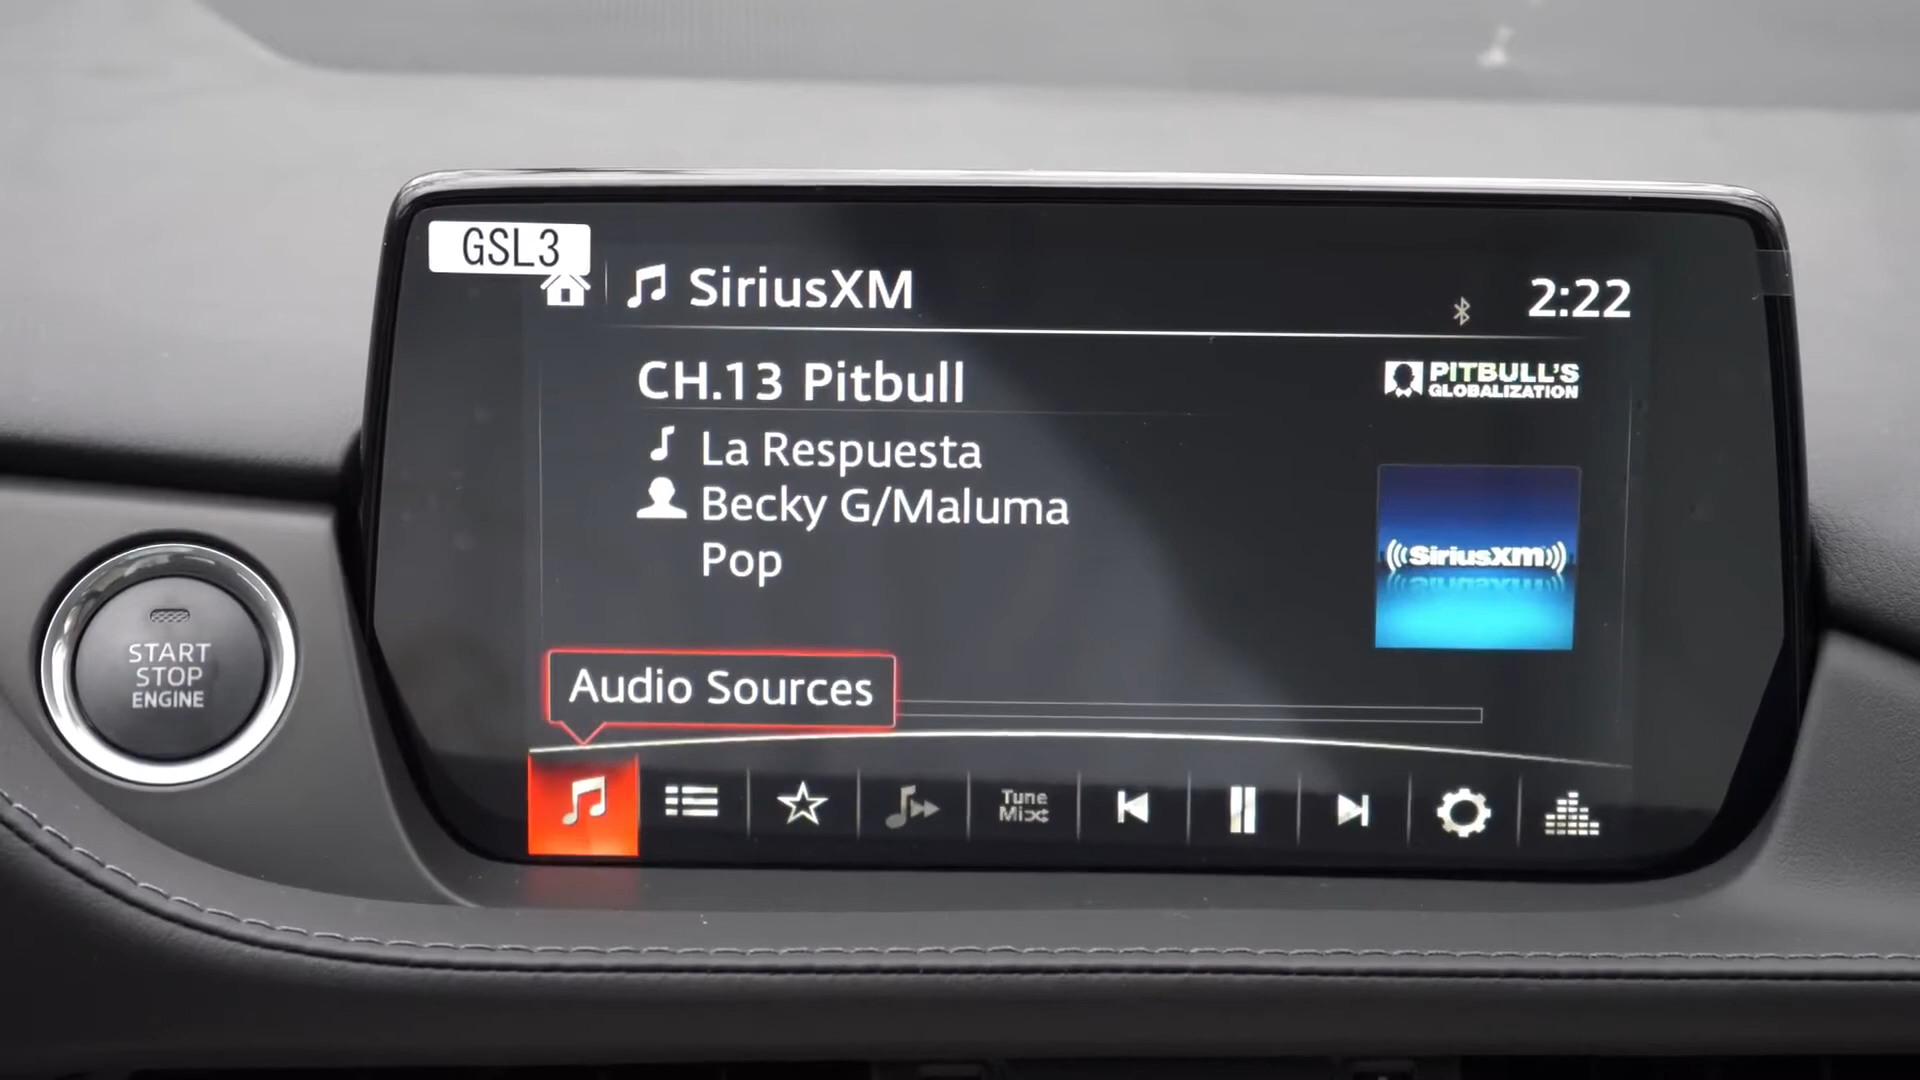 GSL3
SiriusXM
2:22
CH.13 Pitbull
PITBULL'S
GLOBALIZATION
La Respuesta
Becky G/Maluma
Pop
((SiriusXm))
Audio Sources
Tune
Mix
START
STOP
ENGINE